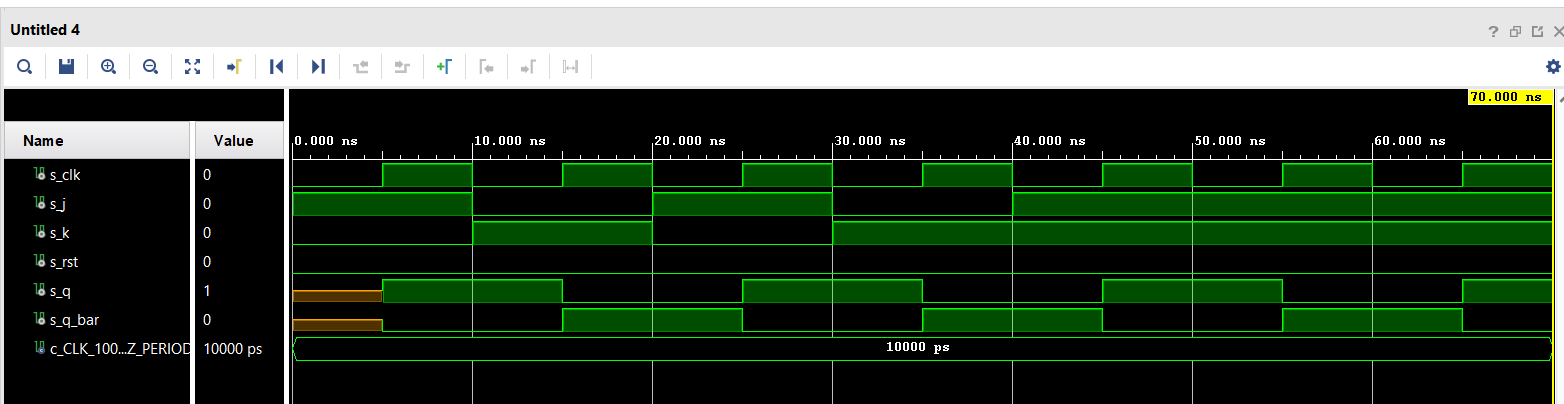 Untitled 4
?
70.000 ns
Name Value
0.000 ns 10.000 ns 20.000 ns 30.000 ns 40.000 ns 50.000 ns 60.000 ns
s_clk 0
s_j 0
s_k 0
s_rst 0
s_q 1
s_q_bar 0
c_CLK_100...Z_PERIOD 10000 ps 10000 ps